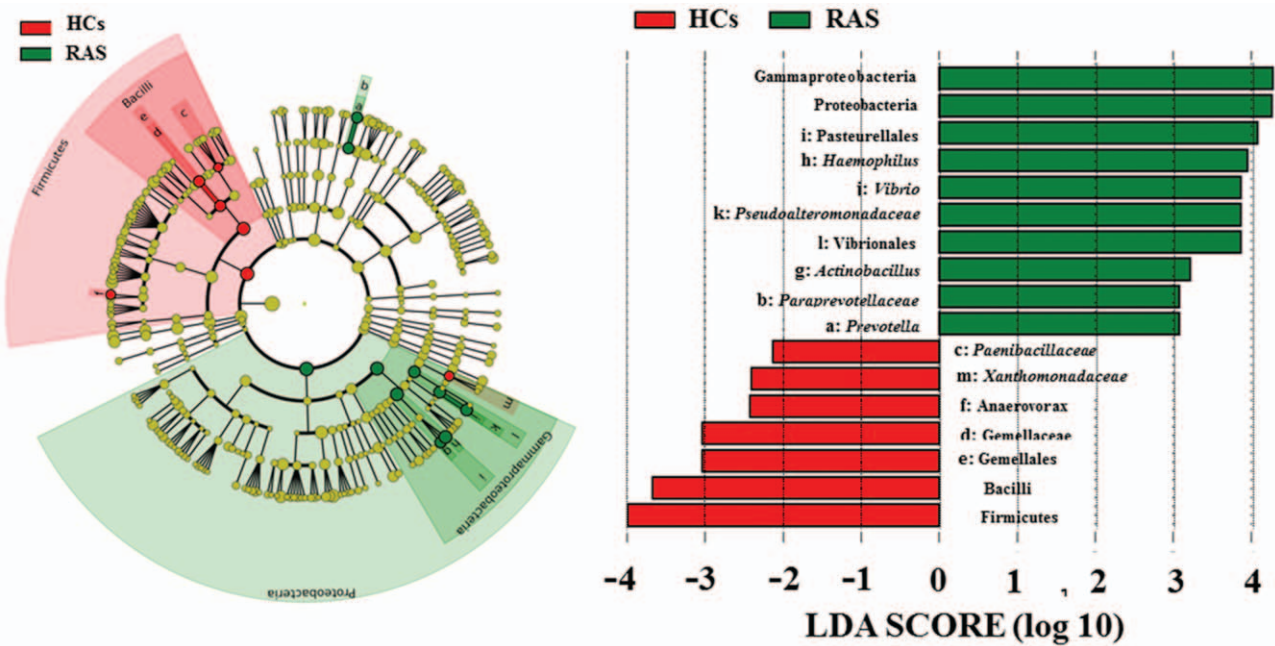 HCs
RAS
Firmicutes
Bacilli
e
d
c
f
b
a
m
l
k
h
g
i
Gammaproteobacteria
Proteobacteria
HCs RAS
Gammaproteobacteria
Proteobacteria
i: Pasteurellales
h: Haemophilus
j: Vibrio
k: Pseudoalteromonadaceae
l: Vibrionales
g: Actinobacillus
b: Paraprevotellaceae
a: Prevotella
c: Paenibacillaceae
m: Xanthomonadaceae
f: Anaerovorax
d: Gemellaceae
e: Gemellales
Bacilli
Firmicutes
-4 -3 -2 -1 0 1 , 2 3 4
LDA SCORE (log 10)